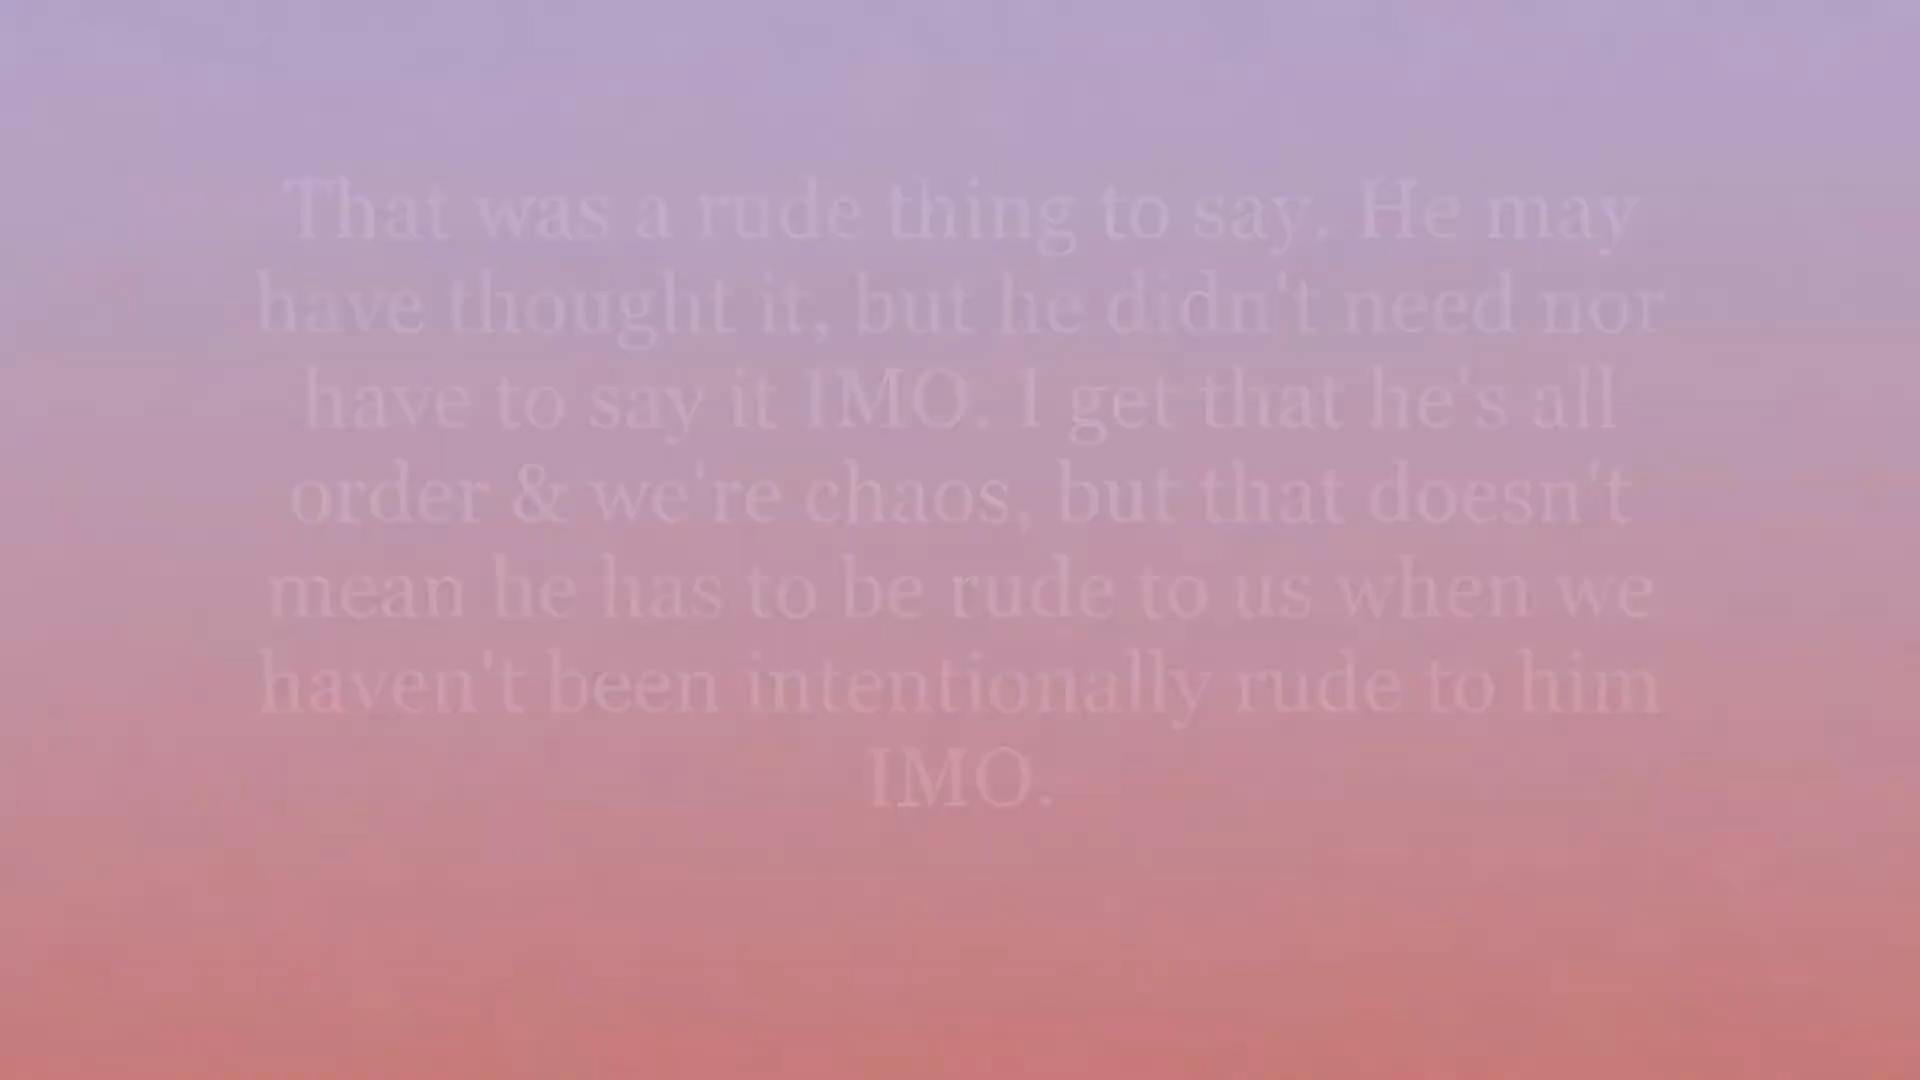 That was a rude thing to say. He may
have thought it, but he didn't need nor
have to say it IMO. I get that he's all
order & we're chaos, but that doesn't
mean he has to be rude to us when we
haven't been intentionally rude to him
IMO.